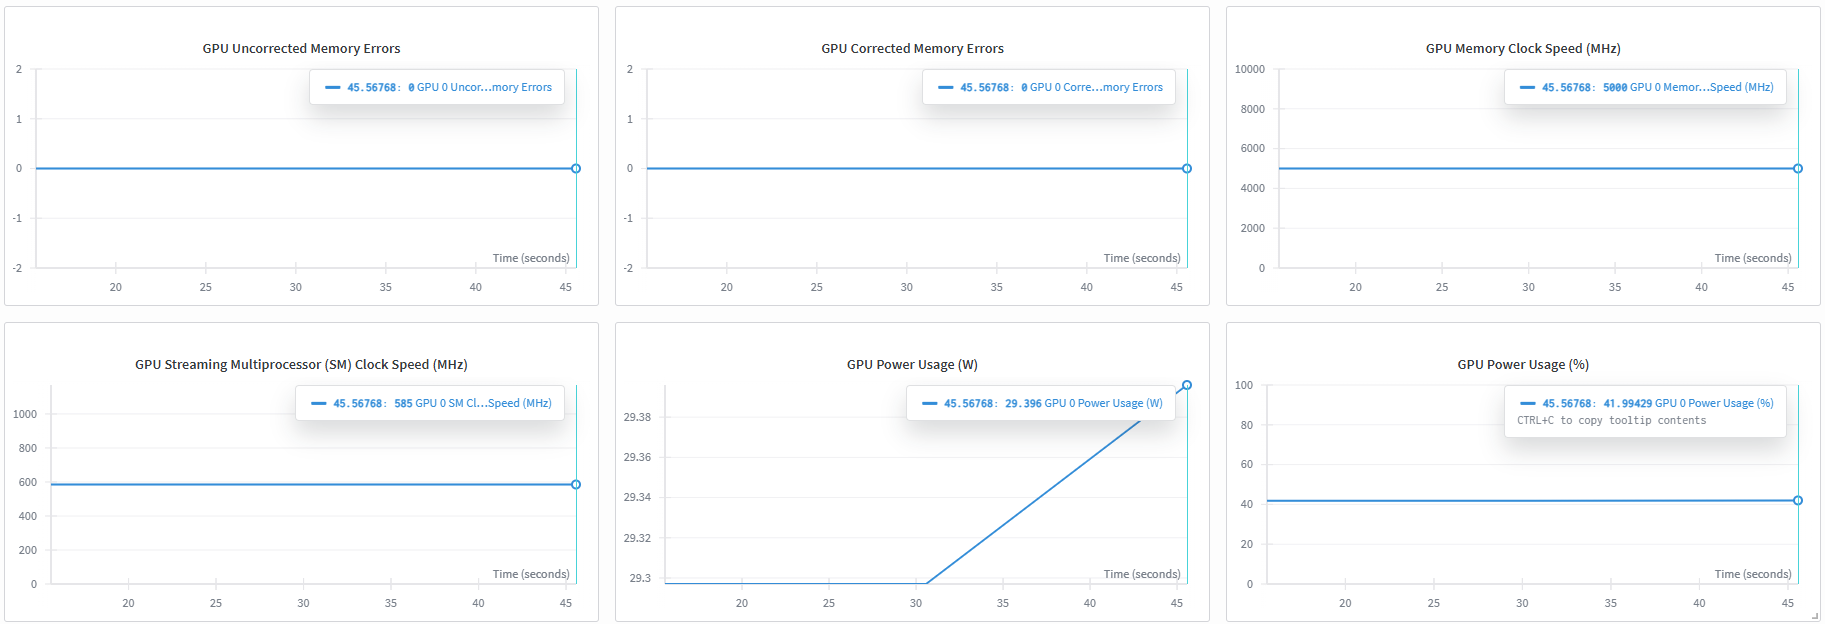 GPU Uncorrected Memory Errors
45.56768: 0 GPU 0 Uncor...mory Errors
2
1
0
-1
-2
Time (seconds)
20 25 30 35 40 45
GPU Corrected Memory Errors
45.56768: 0 GPU 0 Corre...mory Errors
2
1
0
-1
-2
Time (seconds)
20 25 30 35 40 45
GPU Memory Clock Speed (MHz)
45.56768: 5000 GPU 0 Memor...Speed (MHz)
10000
8000
6000
4000
2000
0
Time (seconds)
20 25 30 35 40 45
GPU Streaming Multiprocessor (SM) Clock Speed (MHz)
45.56768: 585 GPU 0 SM Cl...Speed (MHz)
1000
800
600
400
200
0
Time (seconds)
20 25 30 35 40 45
GPU Power Usage (W)
45.56768: 29.396 GPU 0 Power Usage (W)
29.38
29.36
29.34
29.32
29.3
Time (seconds)
20 25 30 35 40 45
GPU Power Usage (%)
45.56768: 41.99429 GPU 0 Power Usage (%)
CTRL+C to copy tooltip contents
100
80
60
40
20
0
Time (seconds)
20 25 30 35 40 45